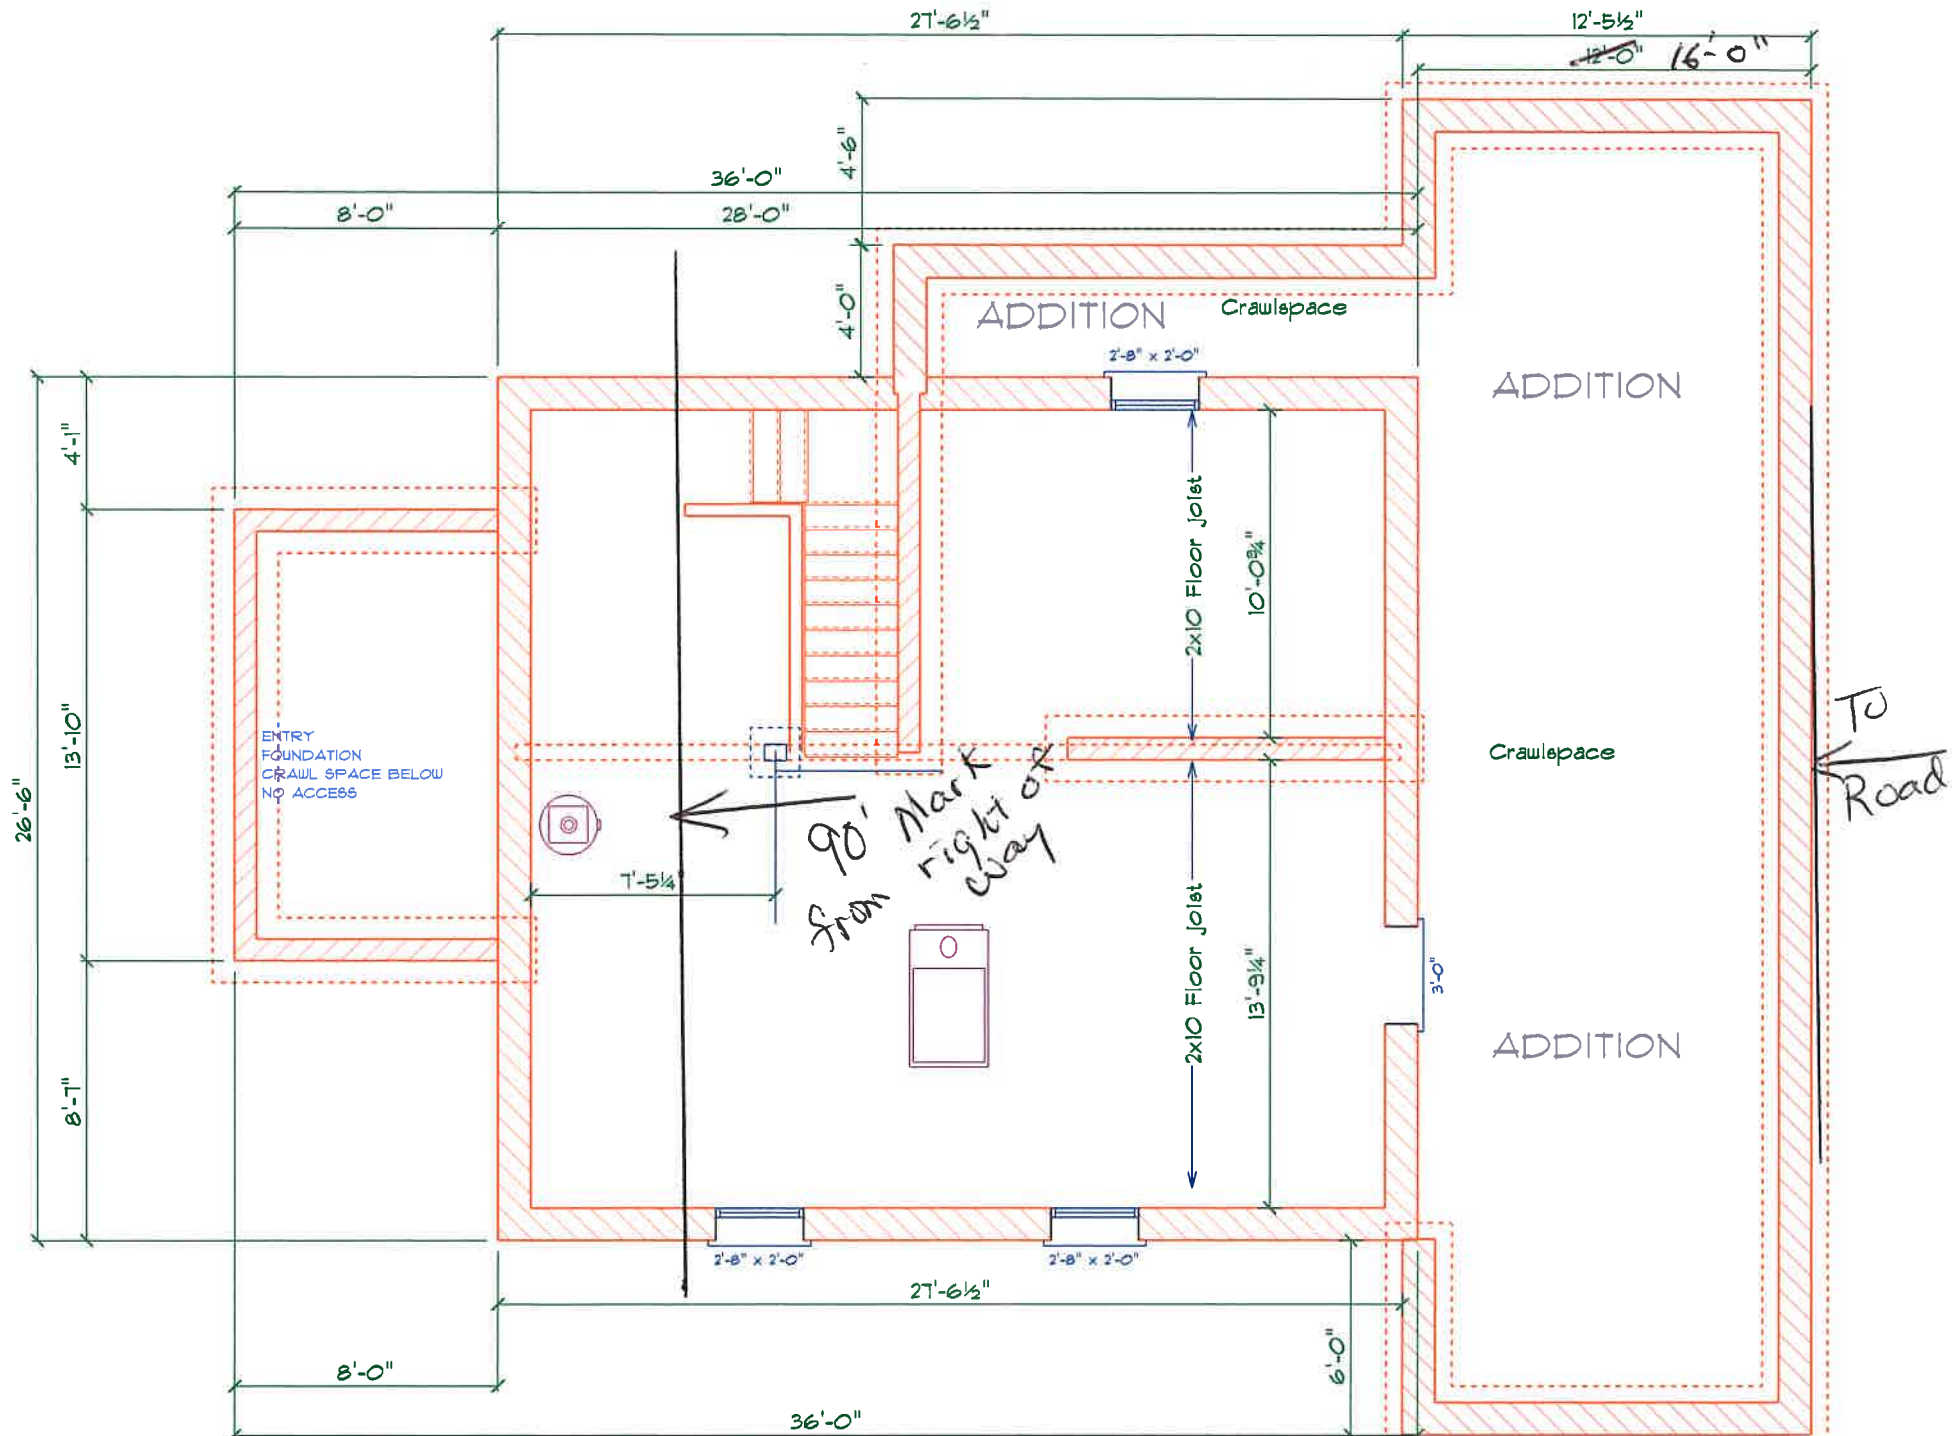 27'-6½" 12'-5½"
12'-0" 16'-0"
4'-6"
36'-0"
8'-0" 28'-0"
4'-0"
ADDITION Crawlspace
2'-8" x 2'-0"
ADDITION
4'-1"
2x10 Floor joist
10'-0¾"
13'-10"
26'-6"
ENTRY
FOUNDATION
CRAWL SPACE BELOW
NO ACCESS
Crawlspace
To
Road
90' Mark
from right of
way
7'-5¼
2x10 Floor joist
13'-9¼"
3'-0"
ADDITION
8'-7"
2'-8" x 2'-0" 2'-8" x 2'-0"
27'-6½"
6'-0"
8'-0"
36'-0"